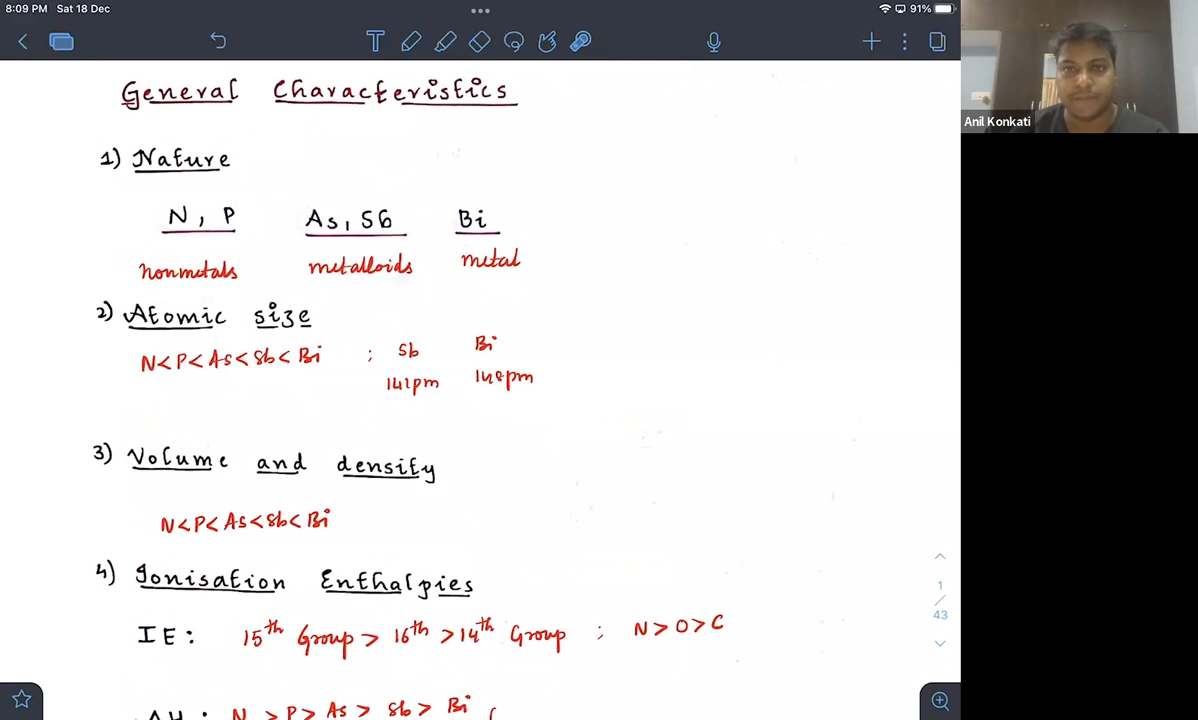 8:09 PM Sat 18 Dec
91%
Anil Konkati
General Characteristics
1) Nature
N, P As, Sb Bi
nonmetals metalloids metal
2) Atomic size
N<P<As<Sb<Bi ; Sb Bi
141pm 148pm
3) Volume and density
N<P<As<Sb<Bi
4) Ionisation Enthalpies
IE: 15th Group > 16th > 14th Group ; N > O > C
1
/
43
ΔH : N > P > As > Sb > Bi